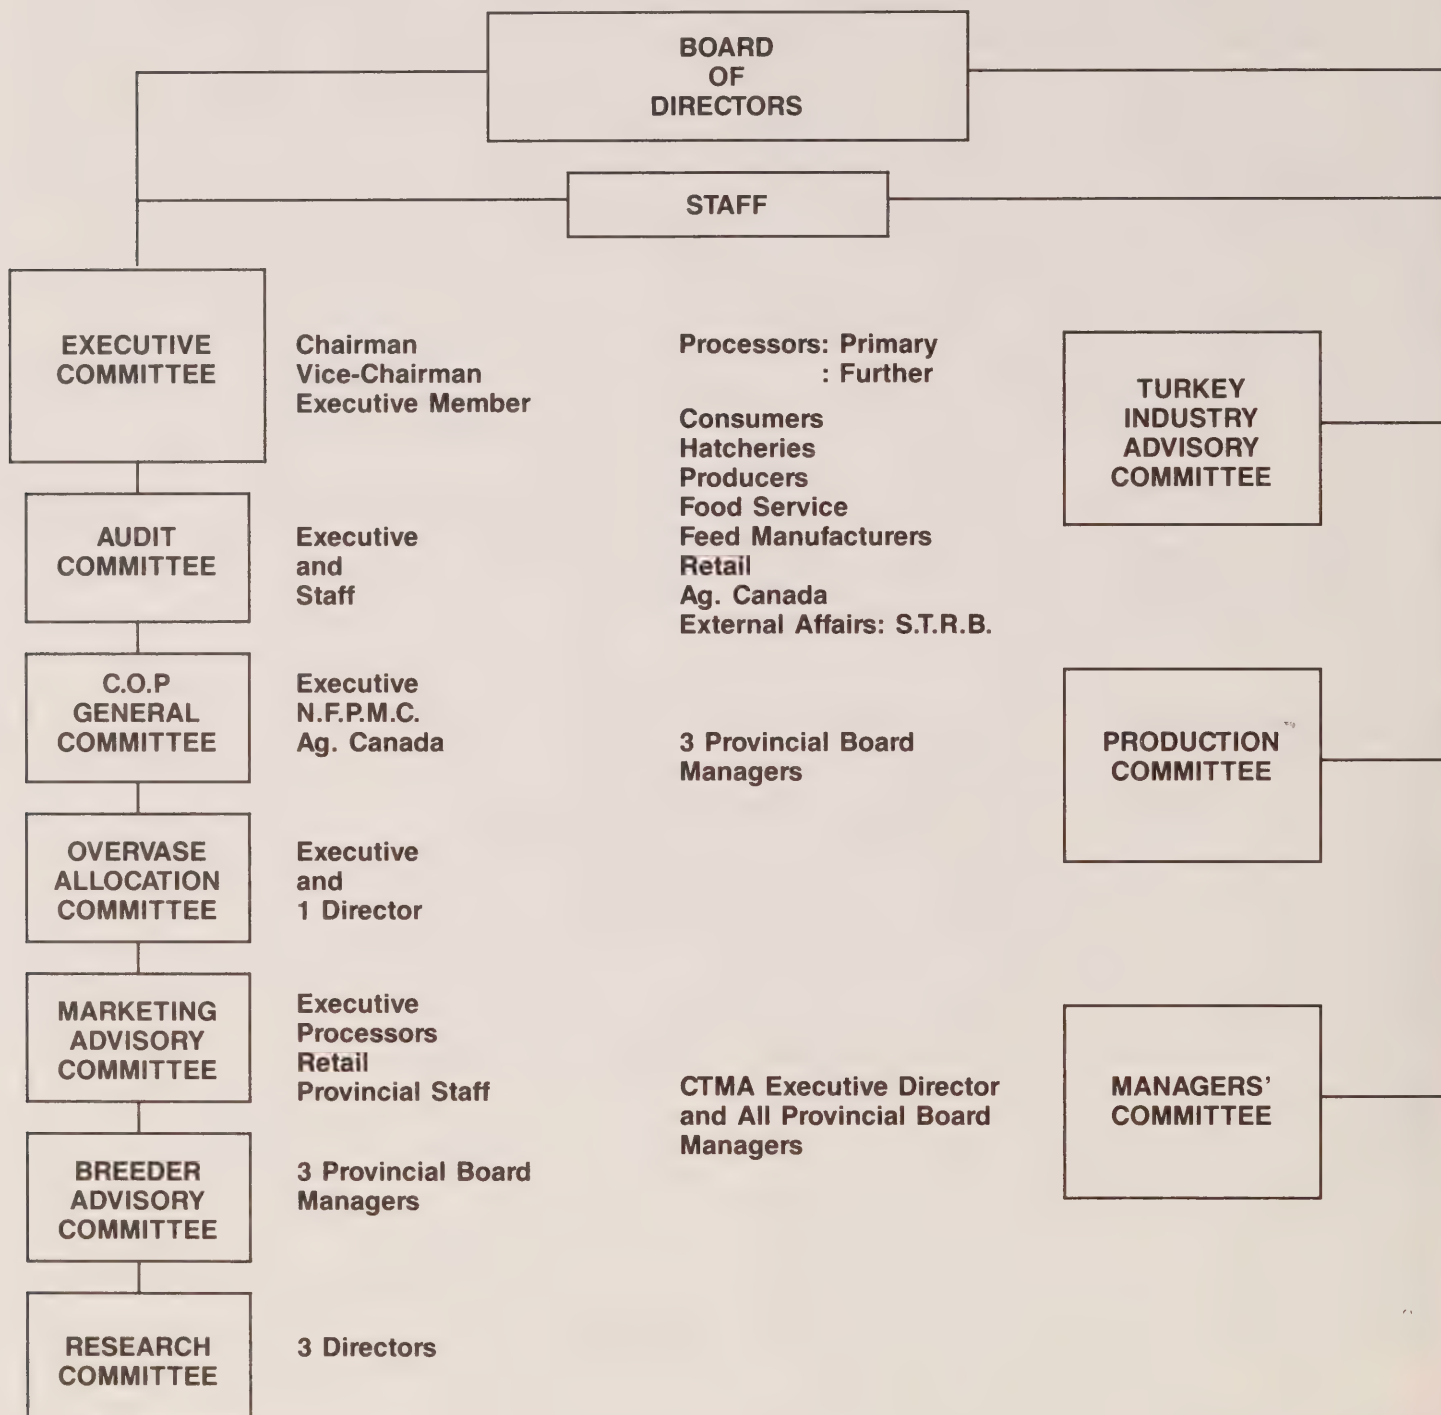 BOARD
OF
DIRECTORS
STAFF
EXECUTIVE
COMMITTEE
Chairman
Vice-Chairman
Executive Member
AUDIT
COMMITTEE
Executive
and
Staff
C.O.P
GENERAL
COMMITTEE
Executive
N.F.P.M.C.
Ag. Canada
OVERVASE
ALLOCATION
COMMITTEE
Executive
and
1 Director
MARKETING
ADVISORY
COMMITTEE
Executive
Processors
Retail
Provincial Staff
BREEDER
ADVISORY
COMMITTEE
3 Provincial Board
Managers
RESEARCH
COMMITTEE
3 Directors
Processors: Primary
: Further
Consumers
Hatcheries
Producers
Food Service
Feed Manufacturers
Retail
Ag. Canada
External Affairs: S.T.R.B.
TURKEY
INDUSTRY
ADVISORY
COMMITTEE
3 Provincial Board
Managers
PRODUCTION
COMMITTEE
CTMA Executive Director
and All Provincial Board
Managers
MANAGERS'
COMMITTEE